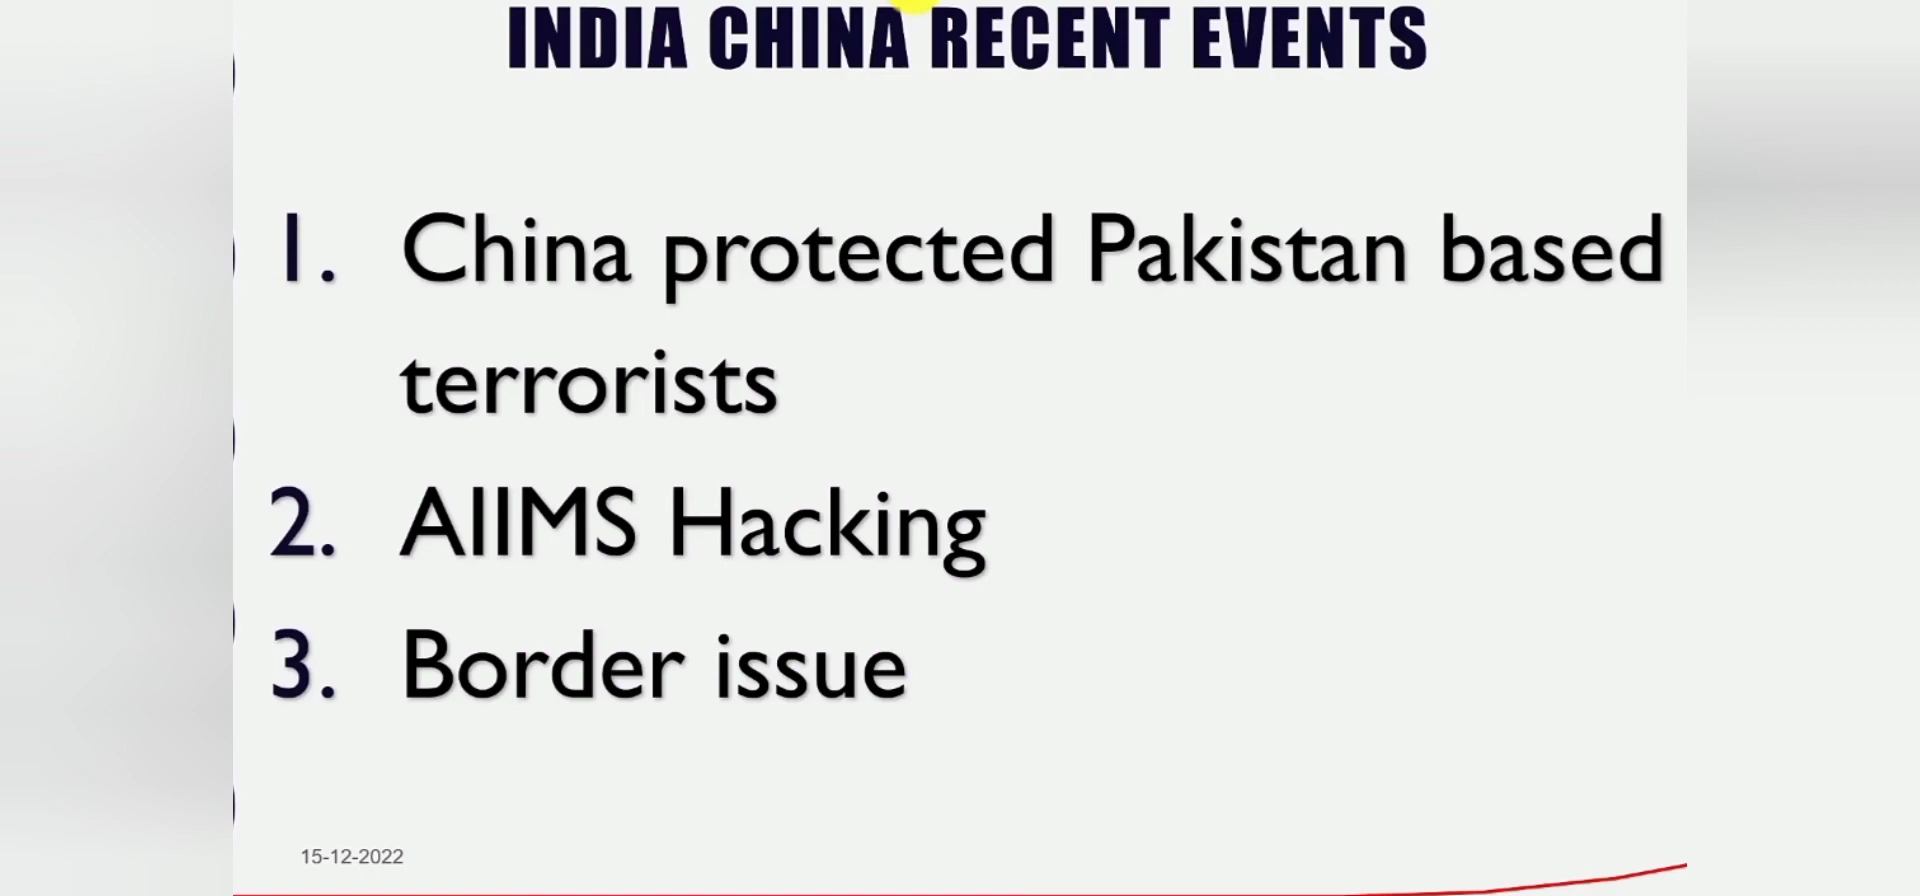 INDIA CHINA RECENT EVENTS
1. China protected Pakistan based
terrorists
2. AIIMS Hacking
3. Border issue
15-12-2022